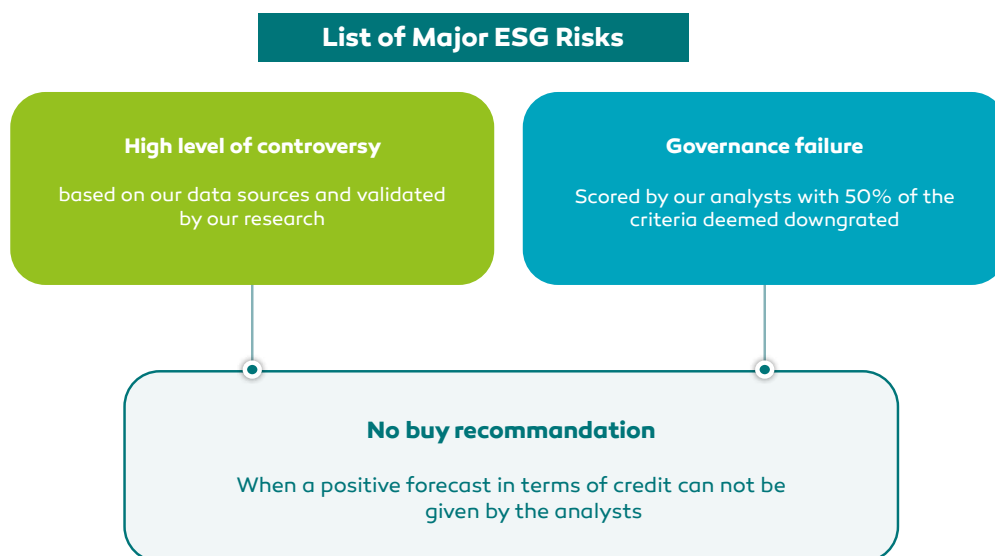 List of Major ESG Risks
High level of controversy
based on our data sources and validated
by our research
Governance failure
Scored by our analysts with 50% of the
criteria deemed downgrated
No buy recommandation
When a positive forecast in terms of credit can not be
given by the analysts